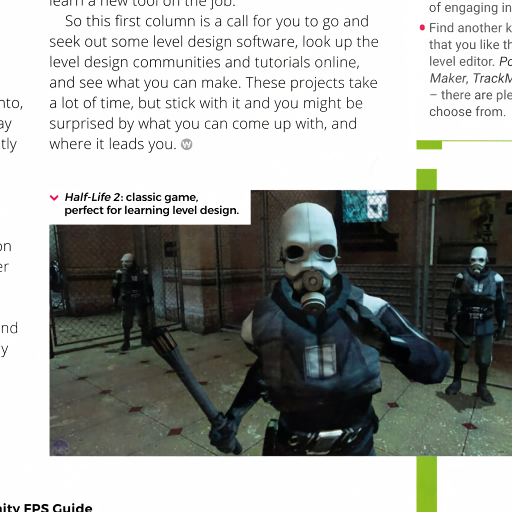 learn a new tool on the job.
So this first column is a call for you to go and
seek out some level design software, look up the
level design communities and tutorials online,
and see what you can make. These projects take
a lot of time, but stick with it and you might be
surprised by what you can come up with, and
where it leads you.
Half-Life 2: classic game,
perfect for learning level design.
of engaging in
Find another k
that you like th
level editor. Po
Maker, TrackM
– there are ple
choose from.
nto,
ay
tly
on
er
nd
y
nity FPS Guide